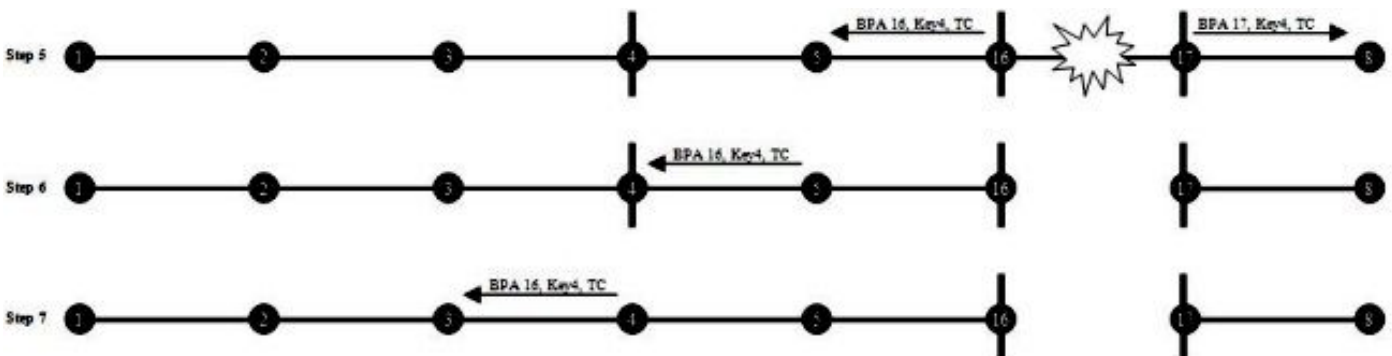 BPA 16, Key4, TC
BPA 17, Key4, TC
Step 5 1 2 3 4 5 16 17 8
BPA 16, Key4, TC
Step 6 1 2 3 4 5 16 17 8
BPA 16, Key4, TC
Step 7 1 2 3 4 5 16 17 8